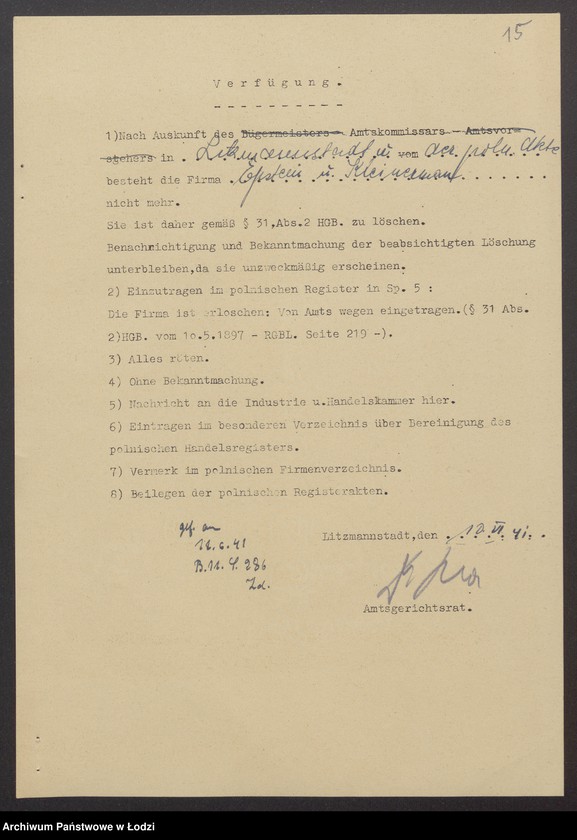 15
Verfügung.
- - - - - - - - - -
1)Nach Auskunft des Bügermeisters Amtskommissars Amtsvor-
stehers in Litzmannstadt u. vom der poln. Akte
besteht die Firma Epstein u. Kleinerman . . . . . . .
nicht mehr.
Sie ist daher gemäß § 31,Abs.2 HGB. zu löschen.
Benachrichtigung und Bekanntmachung der beabsichtigten Löschung
unterbleiben,da sie unzweckmäßig erscheinen.
2) Einzutragen im polnischen Register in Sp. 5 :
Die Firma ist erloschen: Von Amts wegen eingetragen.(§ 31 Abs.
2)HGB. vom 10.5.1897 - RGBL. Seite 219 -).
3) Alles röten.
4) Ohne Bekanntmachung.
5) Nachricht an die Industrie u.Handelskammer hier.
6) Eintragen im besonderen Verzeichnis über Bereinigung des
polnischen Handelsregisters.
7) Vermerk im polnischen Firmenverzeichnis.
8) Beilegen der polnischen Registerakten.
Litzmannstadt,den 12.VI.41.
Amtsgerichtsrat.
Archiwum Państwowe w Łodzi